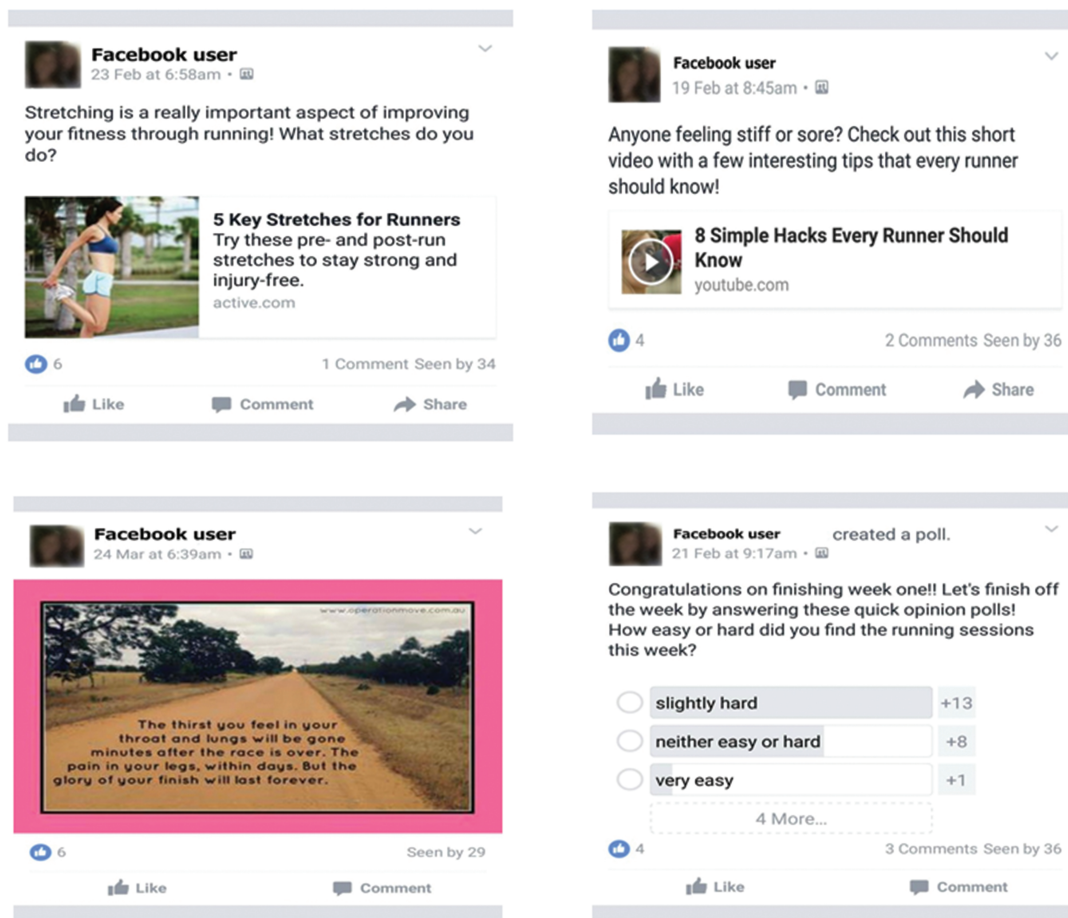 Facebook user
23 Feb at 6:58am •
Stretching is a really important aspect of improving
your fitness through running! What stretches do you
do?
5 Key Stretches for Runners
Try these pre- and post-run
stretches to stay strong and
injury-free.
active.com
6
1 Comment Seen by 34
Like Comment Share
Facebook user
19 Feb at 8:45am •
Anyone feeling stiff or sore? Check out this short
video with a few interesting tips that every runner
should know!
8 Simple Hacks Every Runner Should
Know
youtube.com
4
2 Comments Seen by 36
Like Comment Share
Facebook user
24 Mar at 6:39am •
www.operationmove.com.au
The thirst you feel in your
throat and lungs will be gone
minutes after the race is over. The
pain in your legs, within days. But the
glory of your finish will last forever.
6
Seen by 29
Like Comment
Facebook user created a poll.
21 Feb at 9:17am •
Congratulations on finishing week one!! Let's finish off
the week by answering these quick opinion polls!
How easy or hard did you find the running sessions
this week?
slightly hard +13
neither easy or hard +8
very easy +1
4 More...
4
3 Comments Seen by 36
Like Comment